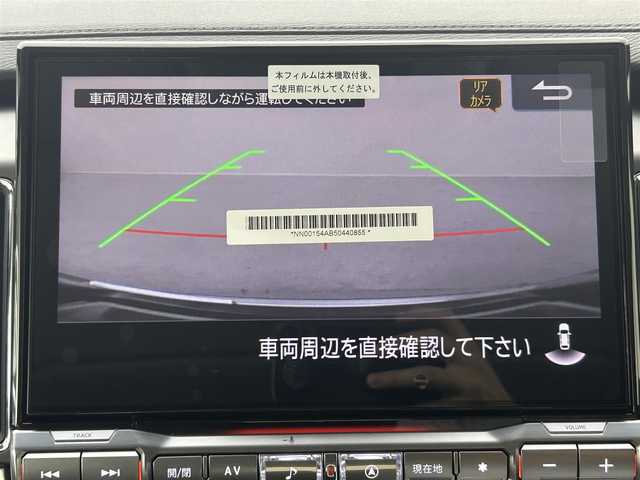 本フィルムは本機取付後、
ご使用前に外してください。
車両周辺を直接確認しながら運転してください
リア
カメラ
*NN00154AB50440855*
車両周辺を直接確認して下さい
TRACK
VOLUME
開/閉
AV
現在地
*
−
+